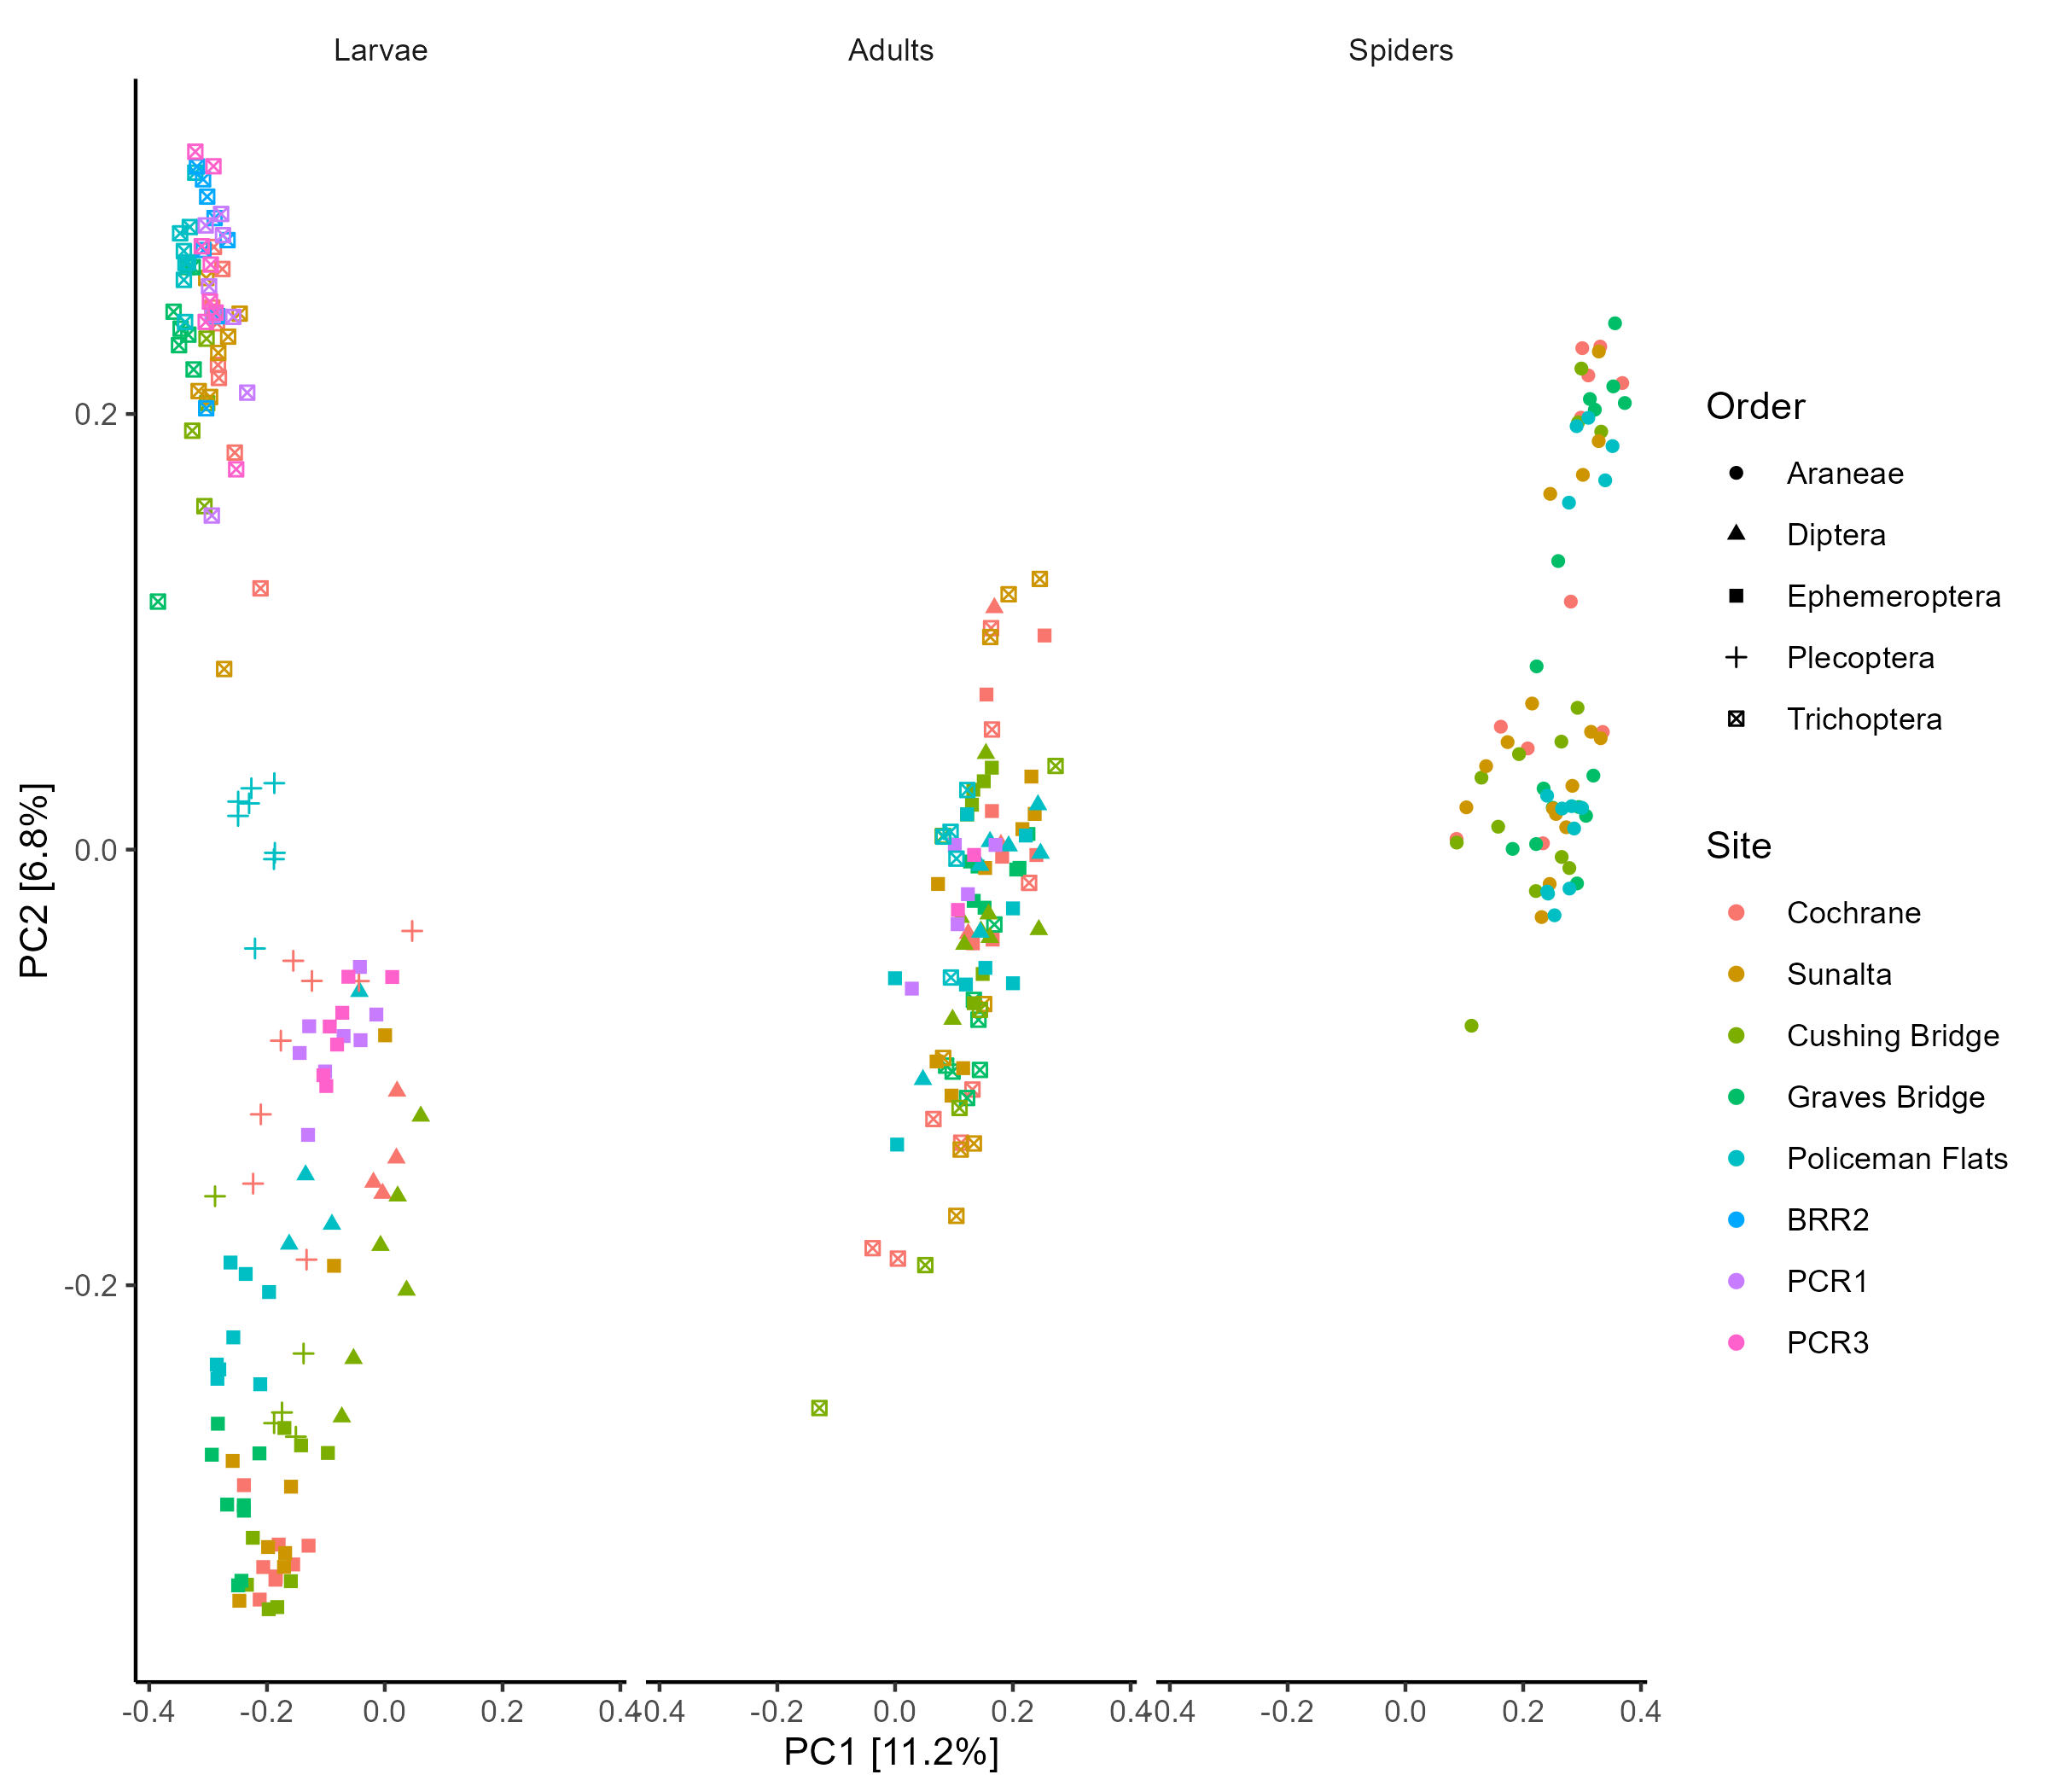 Larvae
Adults
Spiders
PC2 [6.8%]
0.2
0.0
-0.2
-0.4 -0.2 0.0 0.2 0.4
-0.4 -0.2 0.0 0.2 0.4
-0.4 -0.2 0.0 0.2 0.4
PC1 [11.2%]
Order
Araneae
Diptera
Ephemeroptera
Plecoptera
Trichoptera
Site
Cochrane
Sunalta
Cushing Bridge
Graves Bridge
Policeman Flats
BRR2
PCR1
PCR3